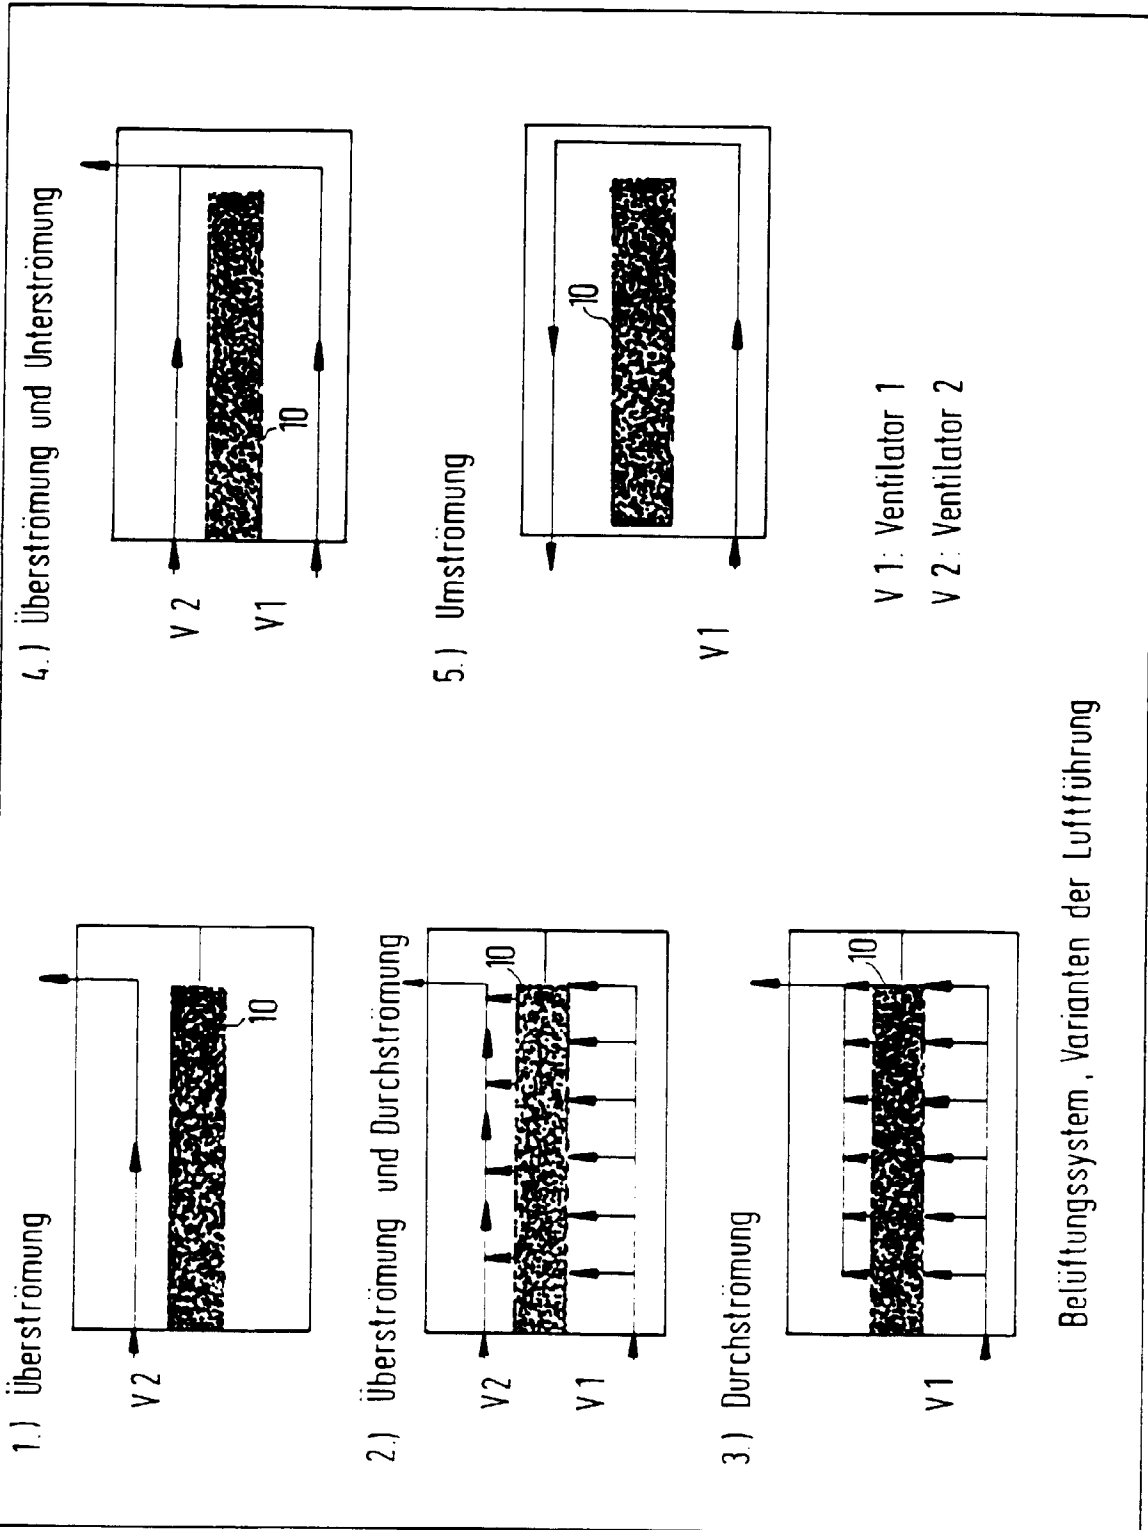 1.) Überströmung
V 2
10
2.) Überströmung und Durchströmung
V2
V1
10
3.) Durchströmung
V1
10
4.) Überströmung und Unterströmung
V 2
V1
10
5.) Umströmung
V1
10
V 1: Ventilator 1
V 2: Ventilator 2
Belüftungssystem, Varianten der Luftführung